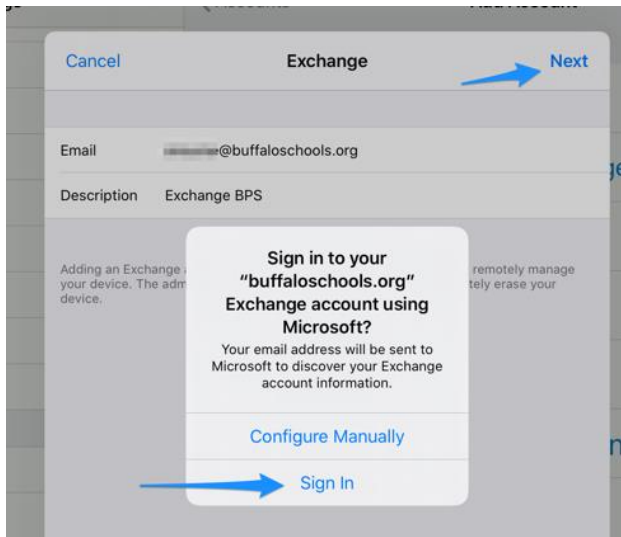 Cancel Exchange Next
Email @buffaloschools.org
Description Exchange BPS
Sign in to your
"buffaloschools.org"
Exchange account using
Microsoft?
Your email address will be sent to
Microsoft to discover your Exchange
account information.
Configure Manually
Sign In
Adding an Exchange remotely manage
your device. The erase your
device.